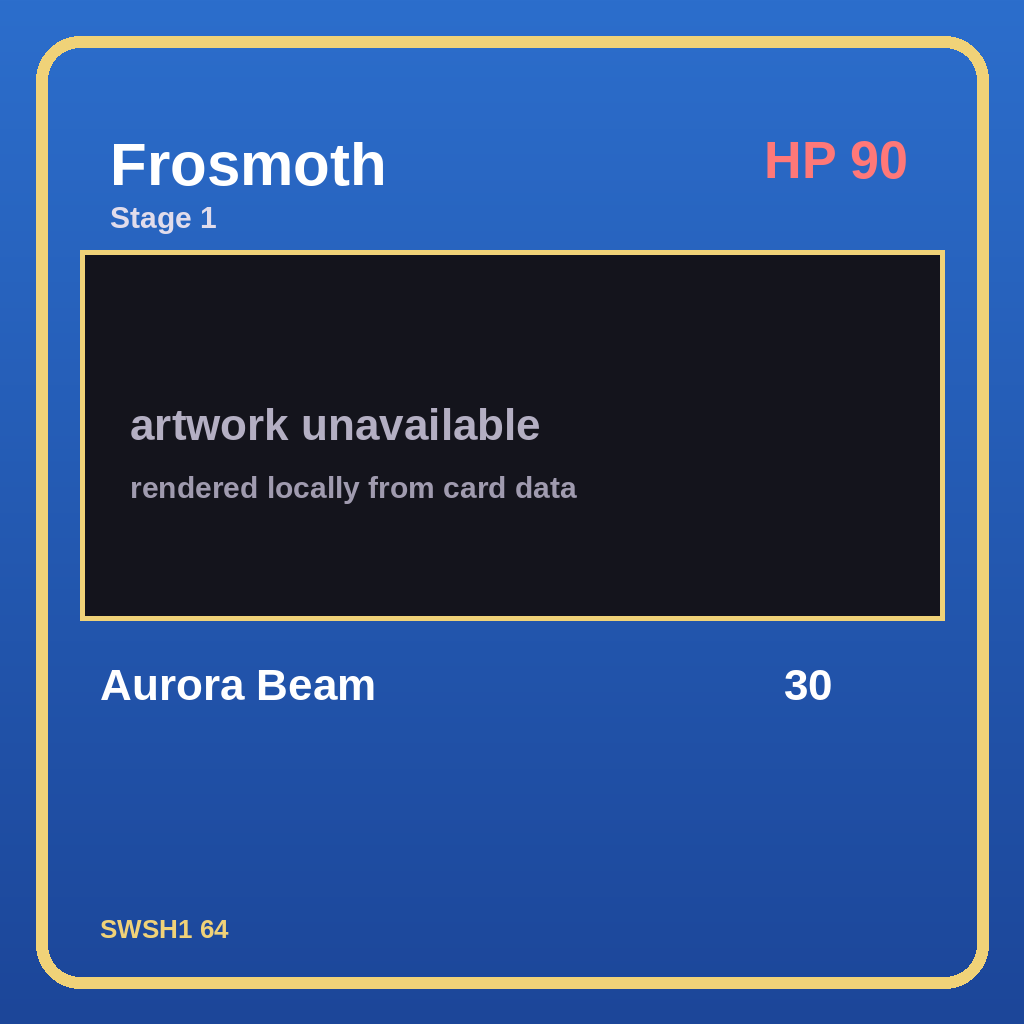 Frosmoth
HP 90
Stage 1
artwork unavailable
rendered locally from card data
Aurora Beam
30
SWSH1 64